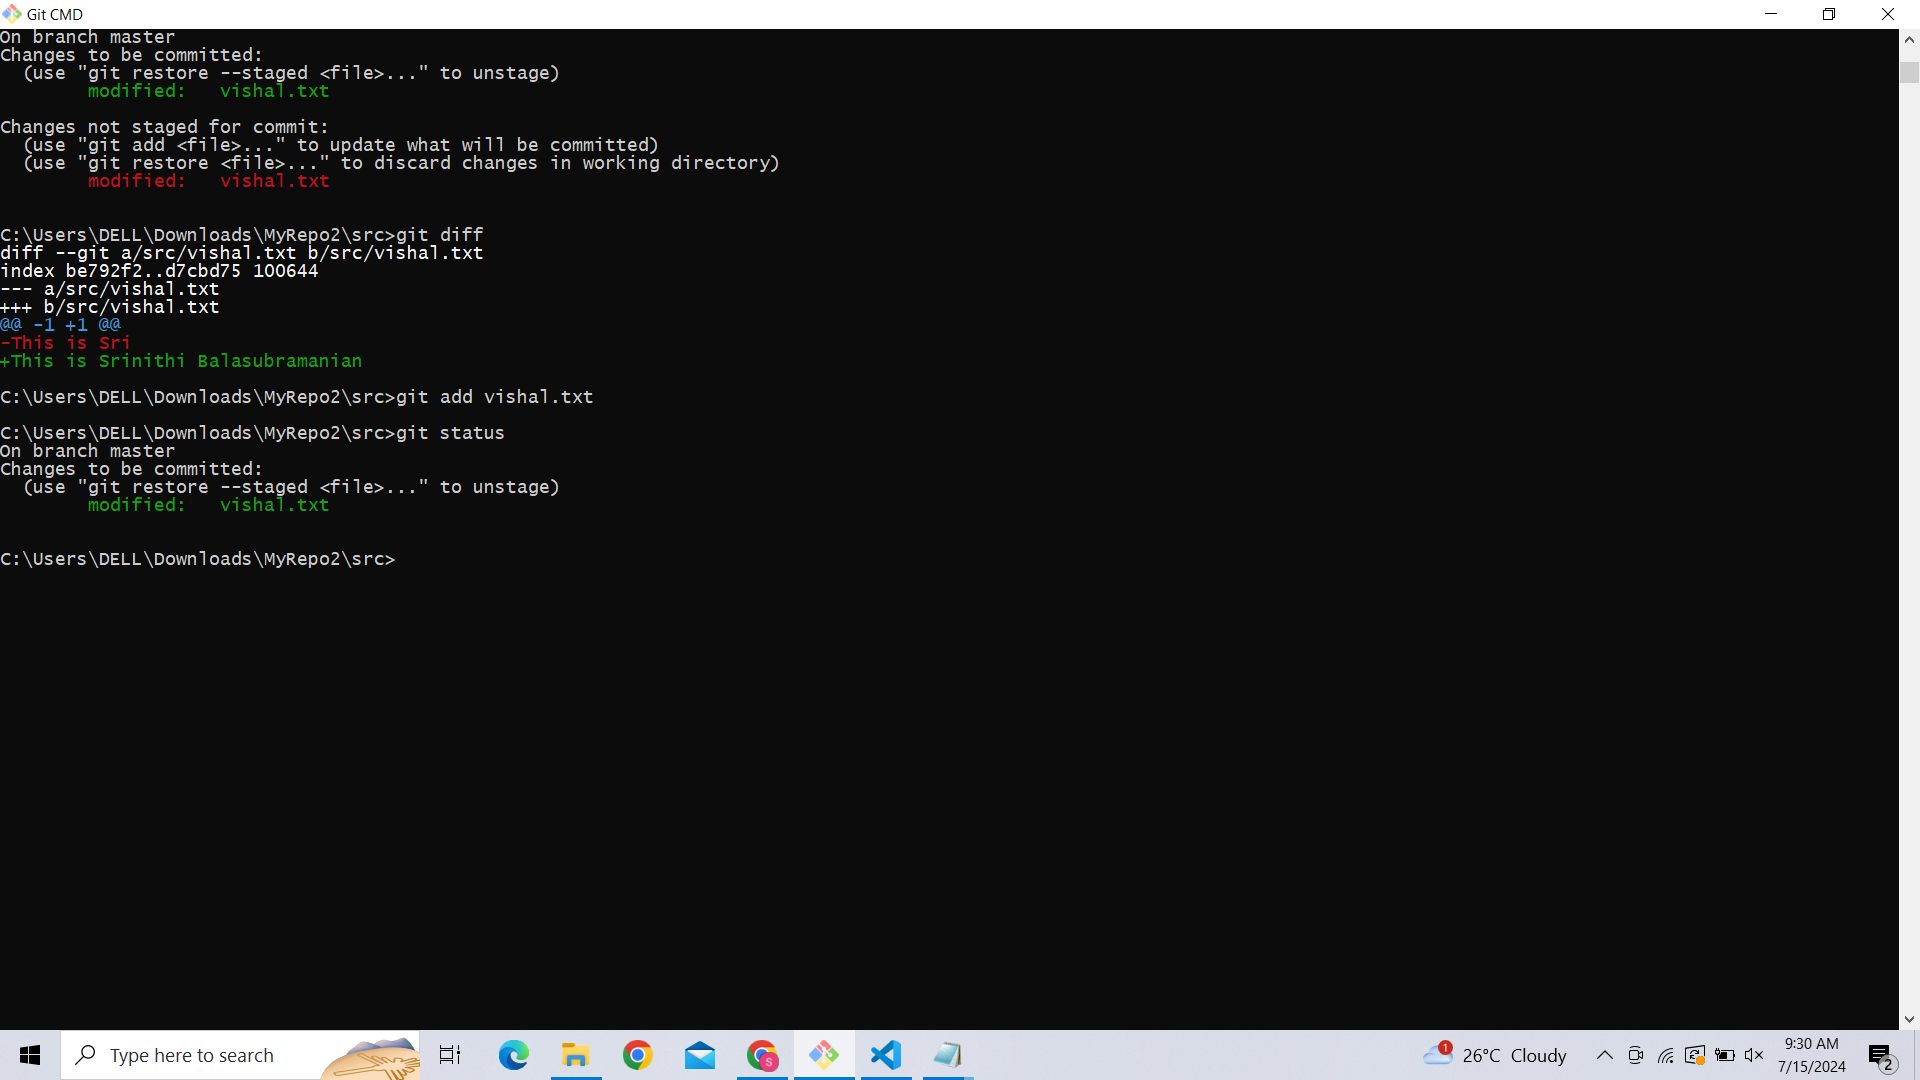 Git CMD
On branch master
Changes to be committed:
  (use "git restore --staged <file>..." to unstage)
        modified:   vishal.txt

Changes not staged for commit:
  (use "git add <file>..." to update what will be committed)
  (use "git restore <file>..." to discard changes in working directory)
        modified:   vishal.txt


C:\Users\DELL\Downloads\MyRepo2\src>git diff
diff --git a/src/vishal.txt b/src/vishal.txt
index be792f2..d7cbd75 100644
--- a/src/vishal.txt
+++ b/src/vishal.txt
@@ -1 +1 @@
-This is Sri
+This is Srinithi Balasubramanian

C:\Users\DELL\Downloads\MyRepo2\src>git add vishal.txt

C:\Users\DELL\Downloads\MyRepo2\src>git status
On branch master
Changes to be committed:
  (use "git restore --staged <file>..." to unstage)
        modified:   vishal.txt


C:\Users\DELL\Downloads\MyRepo2\src>
Type here to search
S
1
26°C Cloudy
9:30 AM
7/15/2024
2